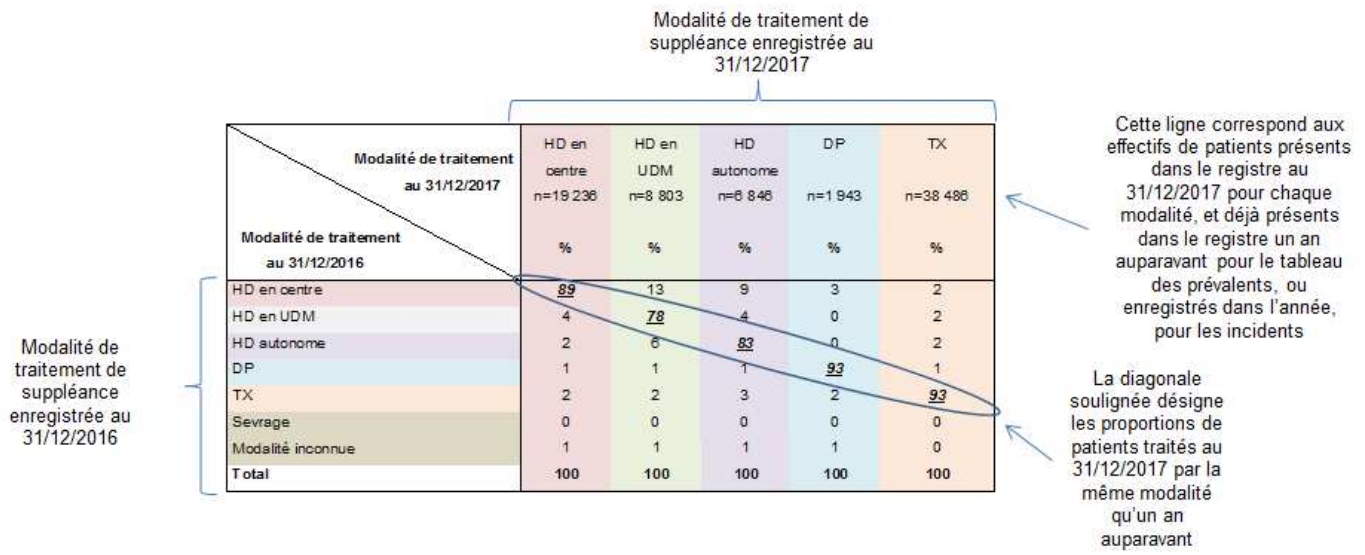 Modalité de traitement de
suppléance enregistrée au
31/12/2017
Modalité de traitement
au 31/12/2017
HD en
centre
n=19 236
HD en
UDM
n=8 803
HD
autonome
n=6 846
DP
n=1 943
TX
n=38 486
Modalité de traitement
au 31/12/2016
% % % % %
HD en centre 89 13 9 3 2
HD en UDM 4 78 4 0 2
HD autonome 2 6 83 0 2
DP 1 1 1 93 1
TX 2 2 3 2 93
Sevrage 0 0 0 0 0
Modalité inconnue 1 1 1 1 0
Total 100 100 100 100 100
Modalité de
traitement de
suppléance
enregistrée au
31/12/2016
Cette ligne correspond aux
effectifs de patients présents
dans le registre au
31/12/2017 pour chaque
modalité, et déjà présents
dans le registre un an
auparavant pour le tableau
des prévalents, ou
enregistrés dans l'année,
pour les incidents
La diagonale
soulignée désigne
les proportions de
patients traités au
31/12/2017 par la
même modalité
qu'un an
auparavant